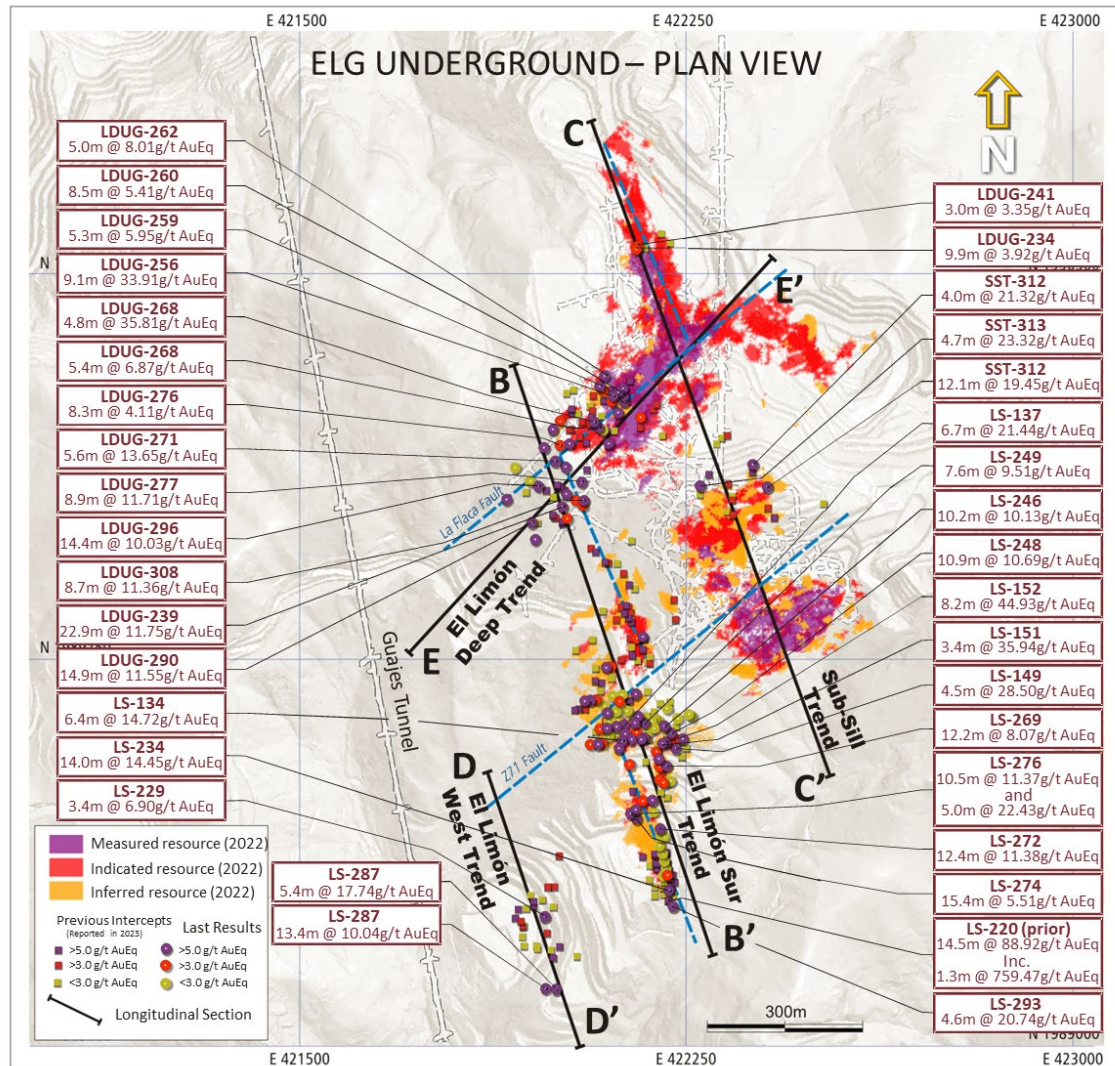 E 421500
E 422250
E 423000
ELG UNDERGROUND – PLAN VIEW
N
LDUG-262
5.0m @ 8.01g/t AuEq
LDUG-260
8.5m @ 5.41g/t AuEq
LDUG-259
5.3m @ 5.95g/t AuEq
LDUG-256
9.1m @ 33.91g/t AuEq
LDUG-268
4.8m @ 35.81g/t AuEq
LDUG-268
5.4m @ 6.87g/t AuEq
LDUG-276
8.3m @ 4.11g/t AuEq
LDUG-271
5.6m @ 13.65g/t AuEq
LDUG-277
8.9m @ 11.71g/t AuEq
LDUG-296
14.4m @ 10.03g/t AuEq
LDUG-308
8.7m @ 11.36g/t AuEq
LDUG-239
22.9m @ 11.75g/t AuEq
LDUG-290
14.9m @ 11.55g/t AuEq
LS-134
6.4m @ 14.72g/t AuEq
LS-234
14.0m @ 14.45g/t AuEq
LS-229
3.4m @ 6.90g/t AuEq
LS-287
5.4m @ 17.74g/t AuEq
LS-287
13.4m @ 10.04g/t AuEq
N
N
C
E'
B
La Flaca Fault
El Limón
Deep Trend
E
Guajes Tunnel
Z71 Fault
D
El Limón
West Trend
D'
El Limón Sur
Trend
B'
Sub-Sill
Trend
C'
LDUG-241
3.0m @ 3.35g/t AuEq
LDUG-234
9.9m @ 3.92g/t AuEq
SST-312
4.0m @ 21.32g/t AuEq
SST-313
4.7m @ 23.32g/t AuEq
SST-312
12.1m @ 19.45g/t AuEq
LS-137
6.7m @ 21.44g/t AuEq
LS-249
7.6m @ 9.51g/t AuEq
LS-246
10.2m @ 10.13g/t AuEq
LS-248
10.9m @ 10.69g/t AuEq
LS-152
8.2m @ 44.93g/t AuEq
LS-151
3.4m @ 35.94g/t AuEq
LS-149
4.5m @ 28.50g/t AuEq
LS-269
12.2m @ 8.07g/t AuEq
LS-276
10.5m @ 11.37g/t AuEq
and
5.0m @ 22.43g/t AuEq
LS-272
12.4m @ 11.38g/t AuEq
LS-274
15.4m @ 5.51g/t AuEq
LS-220 (prior)
14.5m @ 88.92g/t AuEq
Inc.
1.3m @ 759.47g/t AuEq
LS-293
4.6m @ 20.74g/t AuEq
N 1989000
Measured resource (2022)
Indicated resource (2022)
Inferred resource (2022)
Previous Intercepts
(Reported in 2023)
Last Results
>5.0 g/t AuEq
>5.0 g/t AuEq
>3.0 g/t AuEq
>3.0 g/t AuEq
<3.0 g/t AuEq
<3.0 g/t AuEq
Longitudinal Section
300m
E 421500
E 422250
E 423000